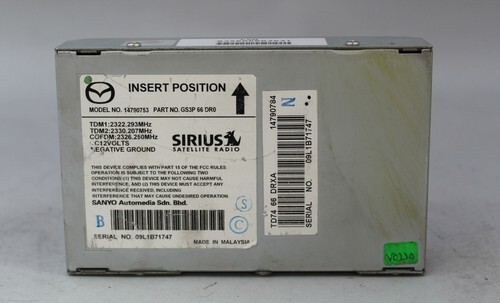 INSERT POSITION
MODEL NO. 14790753 PART NO. GS3P 66 DR0
TDM1:2322.293MHz
TDM2:2330.207MHz
COFDM:2326.250MHz
C12VOLTS
NEGATIVE GROUND
SIRIUS
SATELLITE RADIO
THIS DEVICE COMPLIES WITH PART 15 OF THE FCC RULES
OPERATION IS SUBJECT TO THE FOLLOWING TWO
CONDITIONS (1) THIS DEVICE MAY NOT CAUSE HARMFUL
INTERFERENCE, AND (2) THIS DEVICE MUST ACCEPT ANY
INTERFERENCE RECEIVED, INCLUDING
INTERFERENCE THAT MAY CAUSE UNDESIRED OPERATION
SANYO Automedia Sdn. Bhd.
B
S
C
SERIAL NO. 09L1B71747
MADE IN MALAYSIA
TD74 66 DRXA
14790784
N
SERIAL NO. 09L1B71747